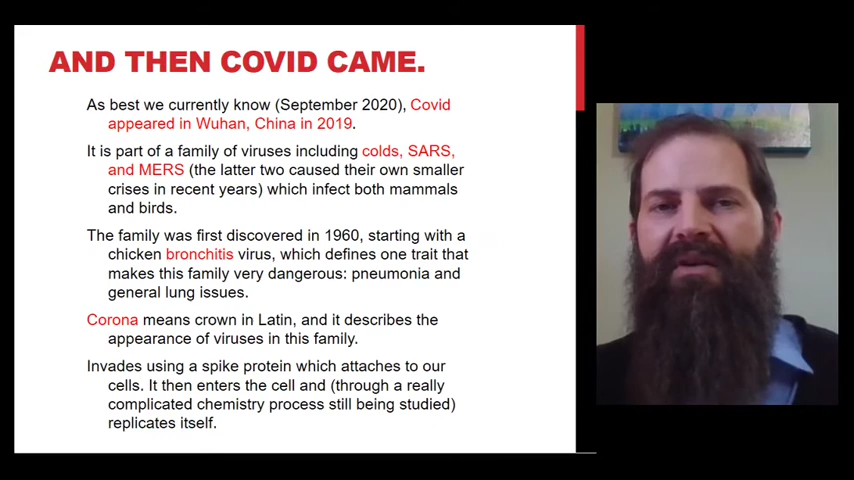 AND THEN COVID CAME.
As best we currently know (September 2020), Covid
appeared in Wuhan, China in 2019.
It is part of a family of viruses including colds, SARS,
and MERS (the latter two caused their own smaller
crises in recent years) which infect both mammals
and birds.
The family was first discovered in 1960, starting with a
chicken bronchitis virus, which defines one trait that
makes this family very dangerous: pneumonia and
general lung issues.
Corona means crown in Latin, and it describes the
appearance of viruses in this family.
Invades using a spike protein which attaches to our
cells. It then enters the cell and (through a really
complicated chemistry process still being studied)
replicates itself.